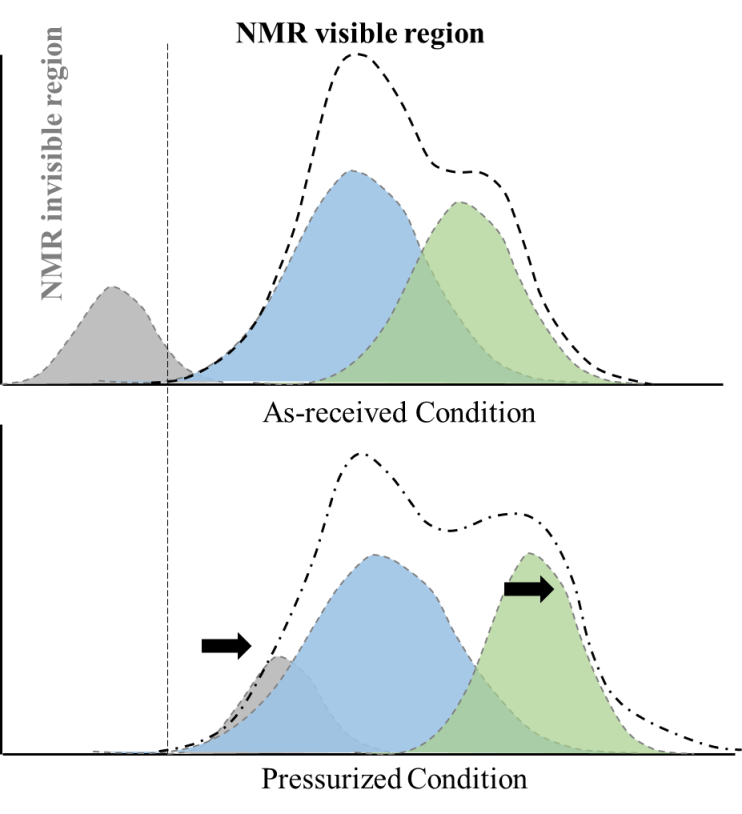 NMR visible region
NMR invisible region
As-received Condition
Pressurized Condition